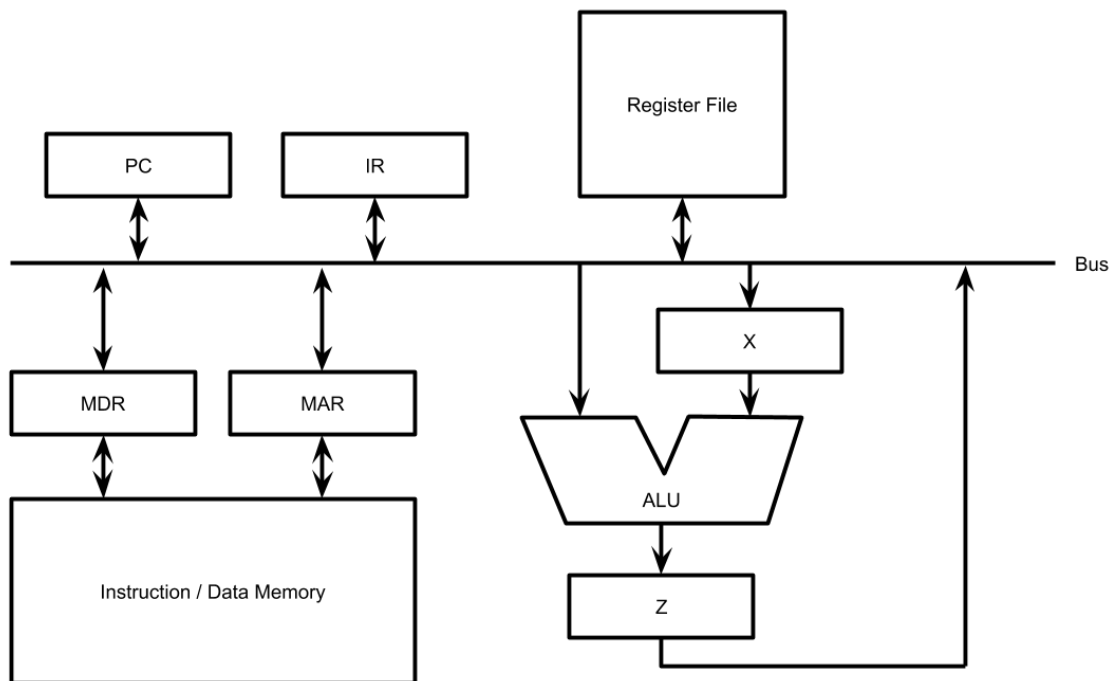 Register File
PC
IR
Bus
X
MDR
MAR
ALU
Instruction / Data Memory
Z